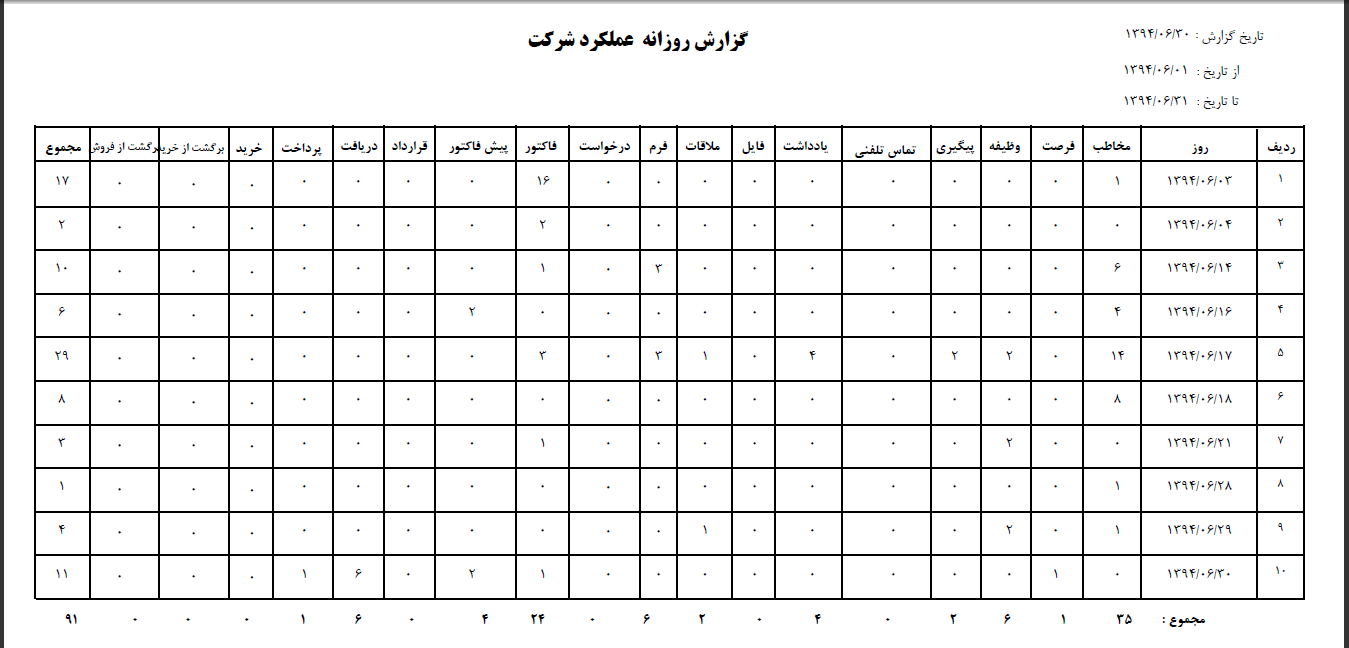 گزارش روزانه عملکرد شرکت
تاریخ گزارش : ۱۳۹۴/۰۶/۳۰
از تاریخ : ۱۳۹۴/۰۶/۰۱
تا تاریخ : ۱۳۹۴/۰۶/۳۱
ردیف روز مخاطب فرصت وظیفه پیگیری تماس تلفنی یادداشت فایل ملاقات فرم درخواست فاکتور پیش فاکتور قرارداد دریافت پرداخت خرید برگشت از خرید برگشت از فروش مجموع
۱ ۱۳۹۴/۰۶/۰۳ ۱ ۰ ۰ ۰ ۰ ۰ ۰ ۰ ۰ ۰ ۱۶ ۰ ۰ ۰ ۰ ۰ ۰ ۰ ۱۷
۲ ۱۳۹۴/۰۶/۰۴ ۰ ۰ ۰ ۰ ۰ ۰ ۰ ۰ ۰ ۰ ۲ ۰ ۰ ۰ ۰ ۰ ۰ ۰ ۲
۳ ۱۳۹۴/۰۶/۱۴ ۶ ۰ ۰ ۰ ۰ ۰ ۰ ۰ ۳ ۰ ۱ ۰ ۰ ۰ ۰ ۰ ۰ ۰ ۱۰
۴ ۱۳۹۴/۰۶/۱۶ ۴ ۰ ۰ ۰ ۰ ۰ ۰ ۰ ۰ ۰ ۰ ۲ ۰ ۰ ۰ ۰ ۰ ۰ ۶
۵ ۱۳۹۴/۰۶/۱۷ ۱۴ ۰ ۲ ۲ ۰ ۴ ۰ ۱ ۳ ۰ ۳ ۰ ۰ ۰ ۰ ۰ ۰ ۰ ۲۹
۶ ۱۳۹۴/۰۶/۱۸ ۸ ۰ ۰ ۰ ۰ ۰ ۰ ۰ ۰ ۰ ۰ ۰ ۰ ۰ ۰ ۰ ۰ ۰ ۸
۷ ۱۳۹۴/۰۶/۲۱ ۰ ۰ ۲ ۰ ۰ ۰ ۰ ۰ ۰ ۰ ۱ ۰ ۰ ۰ ۰ ۰ ۰ ۰ ۳
۸ ۱۳۹۴/۰۶/۲۸ ۱ ۰ ۰ ۰ ۰ ۰ ۰ ۰ ۰ ۰ ۰ ۰ ۰ ۰ ۰ ۰ ۰ ۰ ۱
۹ ۱۳۹۴/۰۶/۲۹ ۱ ۰ ۲ ۰ ۰ ۰ ۰ ۱ ۰ ۰ ۰ ۰ ۰ ۰ ۰ ۰ ۰ ۰ ۴
۱۰ ۱۳۹۴/۰۶/۳۰ ۰ ۱ ۰ ۰ ۰ ۰ ۰ ۰ ۰ ۰ ۱ ۲ ۰ ۶ ۱ ۰ ۰ ۰ ۱۱
مجموع : ۳۵ ۱ ۶ ۲ ۰ ۴ ۰ ۲ ۶ ۰ ۲۴ ۴ ۰ ۶ ۱ ۰ ۰ ۰ ۹۱